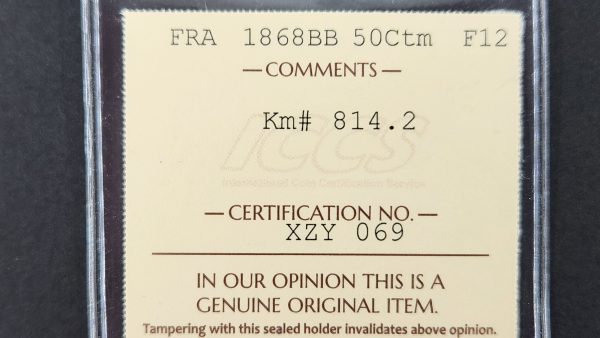 FRA 1868BB 50Ctm F12
—COMMENTS—
Km# 814.2
ICCS
International Coin Certification Service
—CERTIFICATION NO.—
XZY 069
IN OUR OPINION THIS IS A
GENUINE ORIGINAL ITEM.
Tampering with this sealed holder invalidates above opinion.